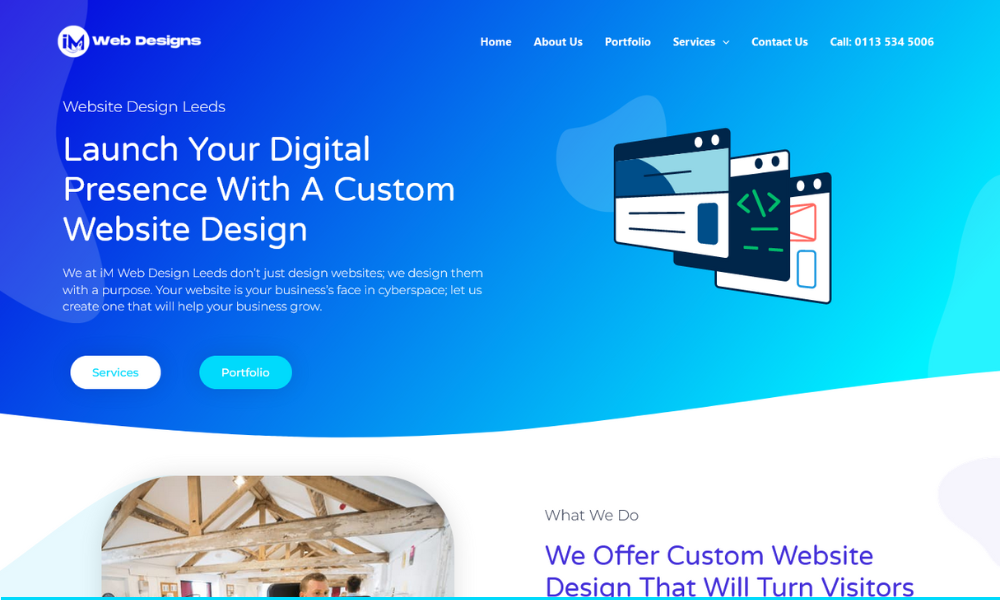 iM Web Designs
Home About Us Portfolio Services Contact Us Call: 0113 534 5006
Website Design Leeds
Launch Your Digital
Presence With A Custom
Website Design
We at iM Web Design Leeds don't just design websites; we design them
with a purpose. Your website is your business's face in cyberspace; let us
create one that will help your business grow.
Services Portfolio
</>
What We Do
We Offer Custom Website
Design That Will Turn Visitors